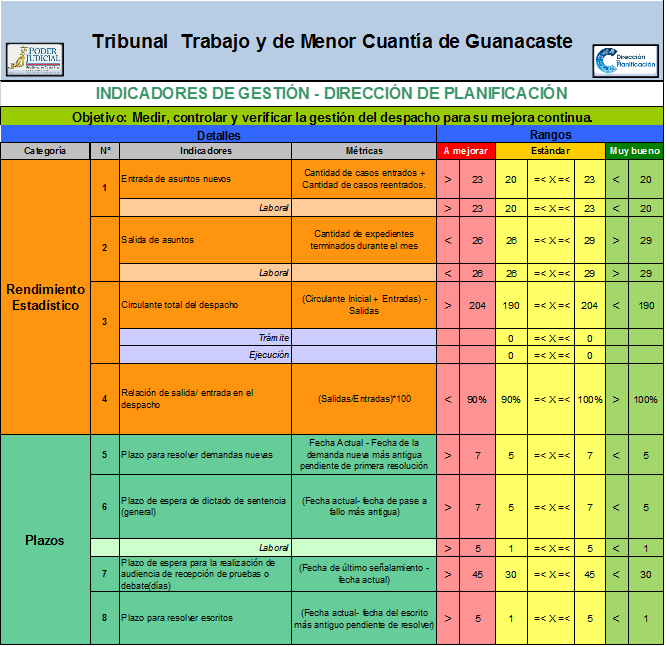 Tribunal Trabajo y de Menor Cuantía de Guanacaste
PODER
JUDICIAL
Dirección
Planificación
INDICADORES DE GESTIÓN - DIRECCIÓN DE PLANIFICACIÓN
Objetivo: Medir, controlar y verificar la gestión del despacho para su mejora continua.
Detalles Rangos
Categoría N° Indicadores Métricas A mejorar Estándar Muy bueno
Rendimiento
Estadístico
1 Entrada de asuntos nuevos
Cantidad de casos entrados +
Cantidad de casos reentrados.
> 23 20 =< X =< 23 < 20
Laboral > 23 20 =< X =< 23 < 20
2 Salida de asuntos
Cantidad de expedientes
terminados durante el mes
< 26 26 =< X =< 29 > 29
Laboral < 26 26 =< X =< 29 > 29
3 Circulante total del despacho
(Circulante Inicial + Entradas) -
Salidas
> 204 190 =< X =< 204 < 190
Trámite 0 =< X =< 0
Ejecución 0 =< X =< 0
4 Relación de salida/ entrada en el
despacho
(Salidas/Entradas)*100
< 90% 90% =< X =< 100% > 100%
Plazos
5 Plazo para resolver demandas nuevas
Fecha Actual - Fecha de la
demanda nueva más antigua
pendiente de primera resolución
> 7 5 =< X =< 7 < 5
6 Plazo de espera de dictado de sentencia
(general)
(Fecha actual- fecha de pase a
fallo más antigua)
> 7 5 =< X =< 7 < 5
Laboral > 5 1 =< X =< 5 < 1
7 Plazo de espera para la realización de
audiencia de recepción de pruebas o
debate(días)
(Fecha de último señalamiento -
fecha actual)
> 45 30 =< X =< 45 < 30
8 Plazo para resolver escritos
(Fecha actual- fecha del escrito
más antiguo pendiente de resolver)
> 5 1 =< X =< 5 < 1